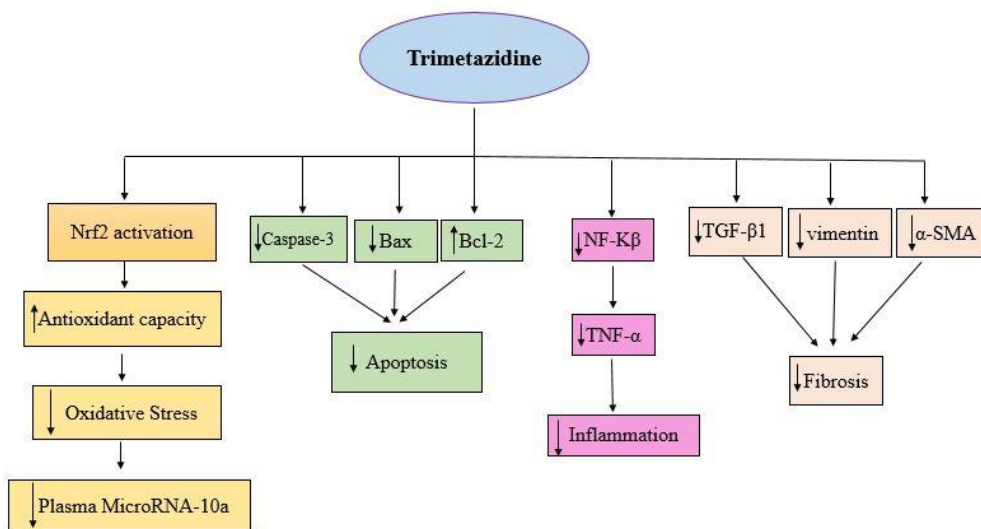 Trimetazidine
Nrf2 activation
↓Caspase-3
↓Bax
↑Bcl-2
↓NF-Kβ
↓TGF-β1
↓vimentin
↓α-SMA
↑Antioxidant capacity
↓TNF-α
↓Apoptosis
↓Fibrosis
↓Oxidative Stress
↓Inflammation
↓Plasma MicroRNA-10a